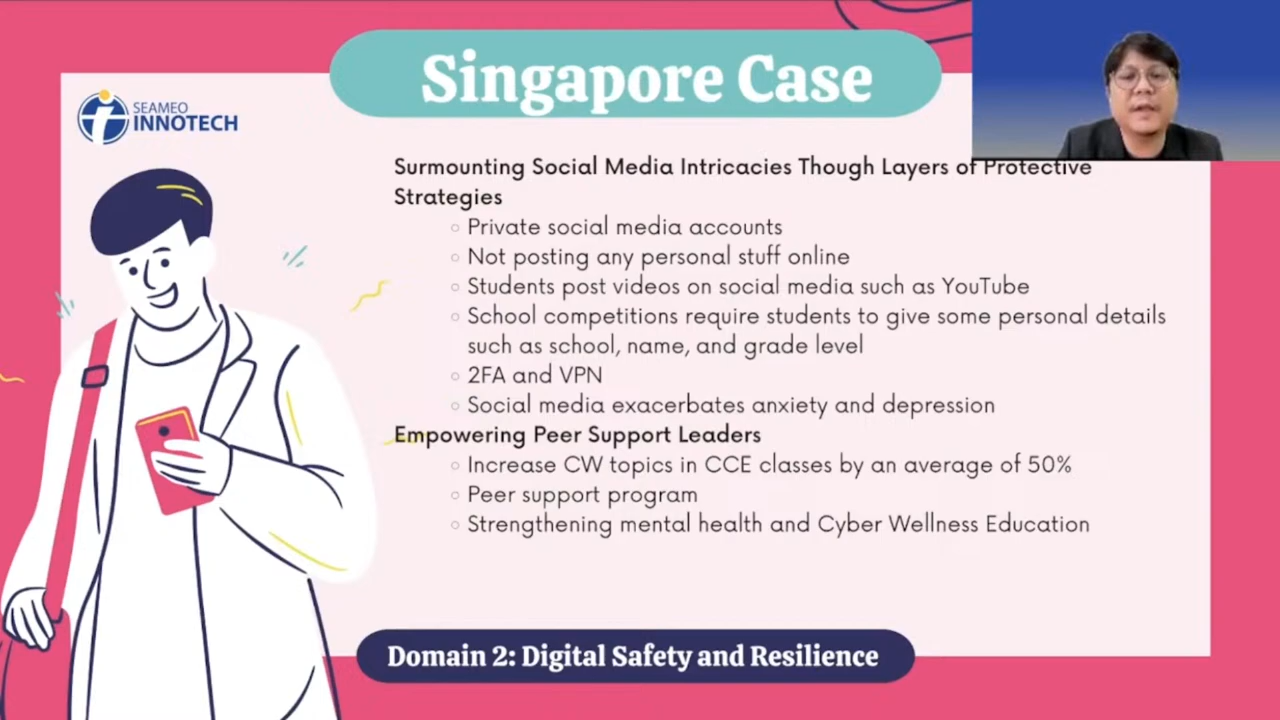 Singapore Case
SEAMEO
INNOTECH
Surmounting Social Media Intricacies Though Layers of Protective
Strategies
Private social media accounts
Not posting any personal stuff online
Students post videos on social media such as YouTube
School competitions require students to give some personal details
such as school, name, and grade level
2FA and VPN
Social media exacerbates anxiety and depression
Empowering Peer Support Leaders
Increase CW topics in CCE classes by an average of 50%
Peer support program
Strengthening mental health and Cyber Wellness Education
Domain 2: Digital Safety and Resilience